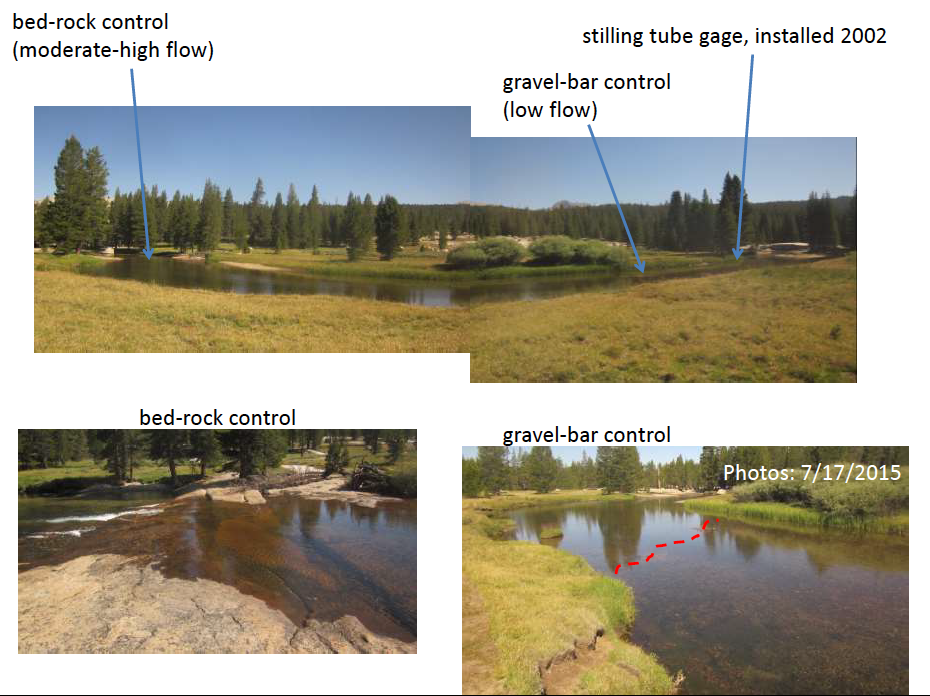 bed-rock control
(moderate-high flow)
stilling tube gage, installed 2002
gravel-bar control
(low flow)
bed-rock control
gravel-bar control
Photos: 7/17/2015